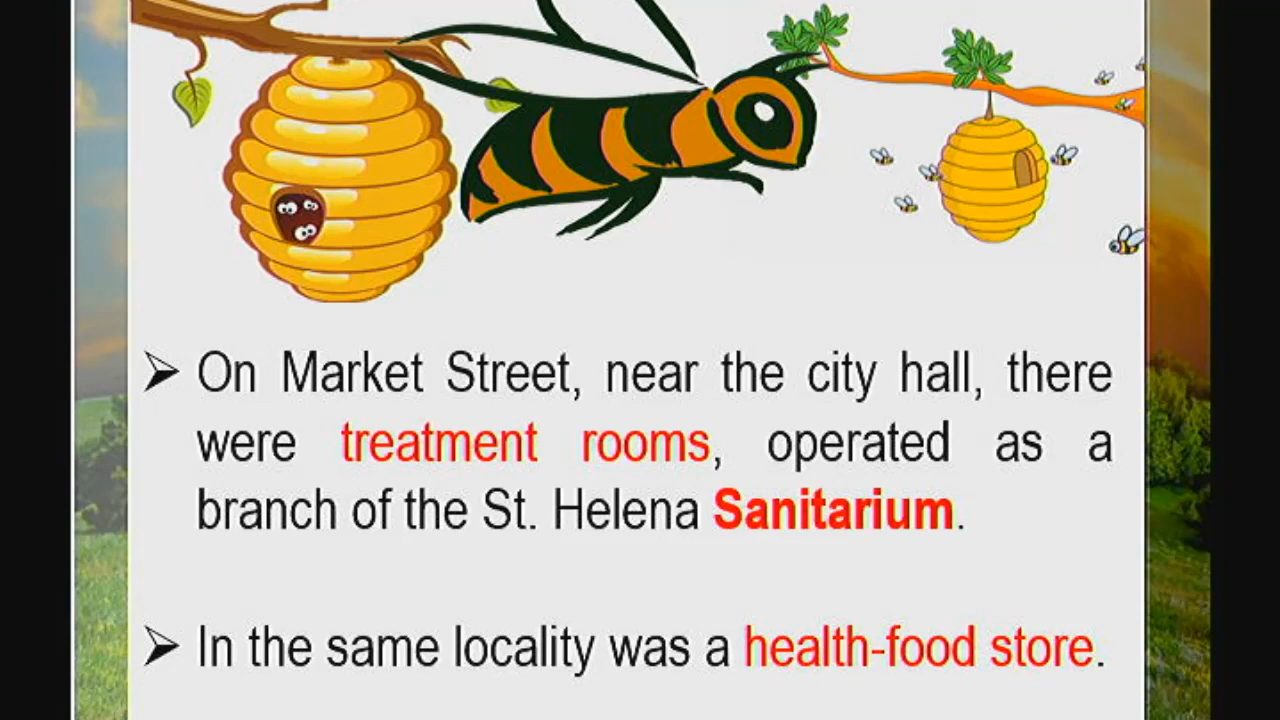 ➢ On Market Street, near the city hall, there
were treatment rooms, operated as a
branch of the St. Helena Sanitarium.
➢ In the same locality was a health-food store.